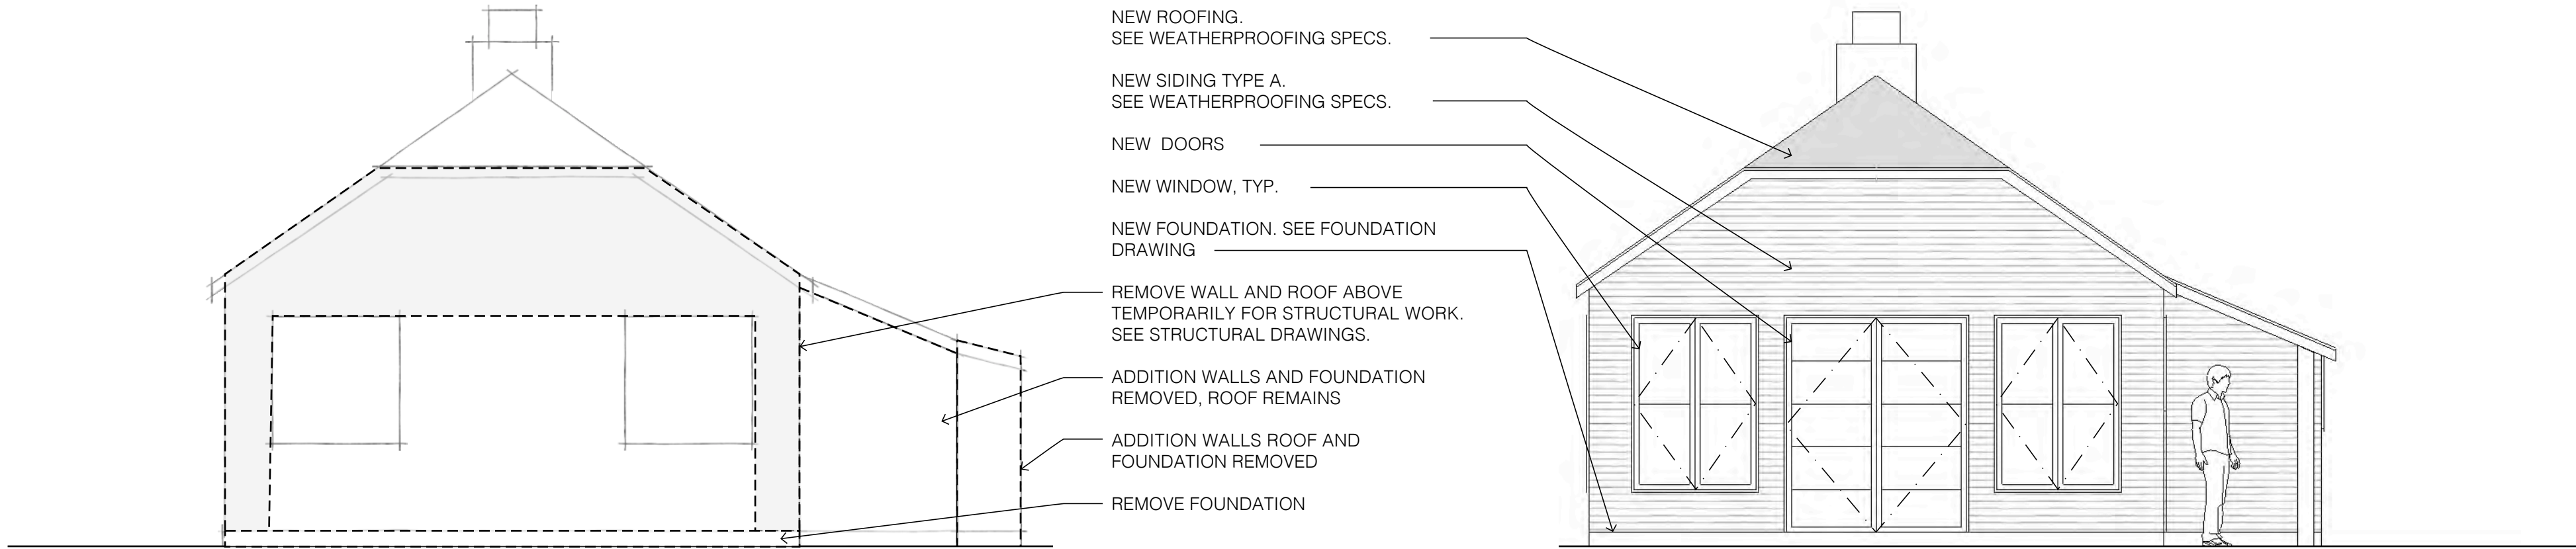 NEW ROOFING.
SEE WEATHERPROOFING SPECS.
NEW SIDING TYPE A.
SEE WEATHERPROOFING SPECS.
NEW DOORS
NEW WINDOW, TYP.
NEW FOUNDATION. SEE FOUNDATION
DRAWING
REMOVE WALL AND ROOF ABOVE
TEMPORARILY FOR STRUCTURAL WORK.
SEE STRUCTURAL DRAWINGS.
ADDITION WALLS AND FOUNDATION
REMOVED, ROOF REMAINS
ADDITION WALLS ROOF AND
FOUNDATION REMOVED
REMOVE FOUNDATION